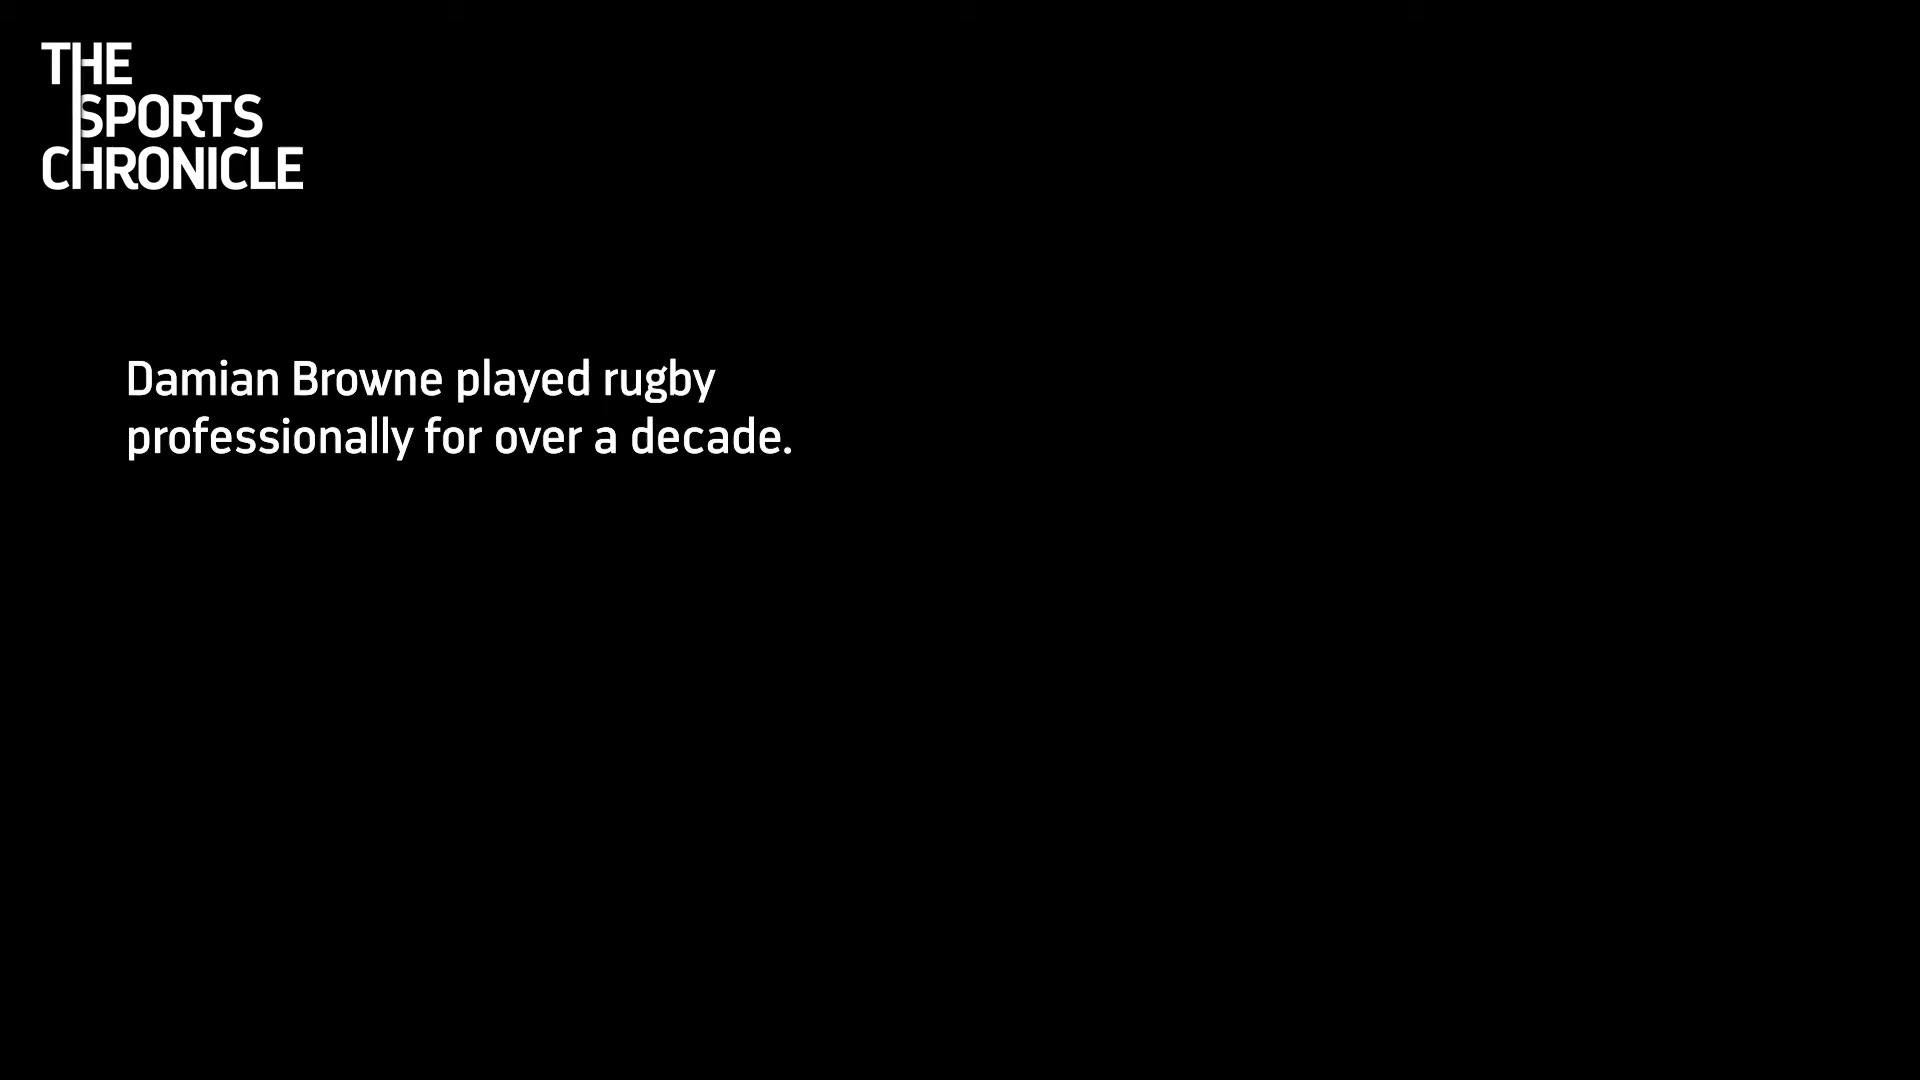 THE
SPORTS
CHRONICLE
Damian Browne played rugby
professionally for over a decade.